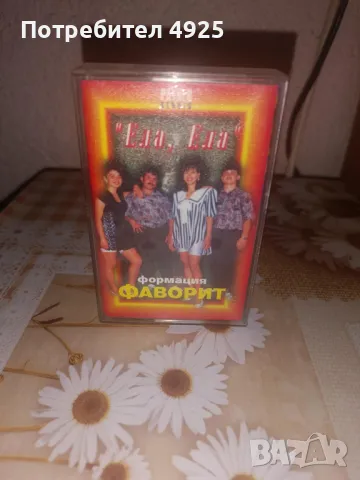 Потребител 4925
"Ела, Ела"
формация
ФАВОРИТ
BAZAR